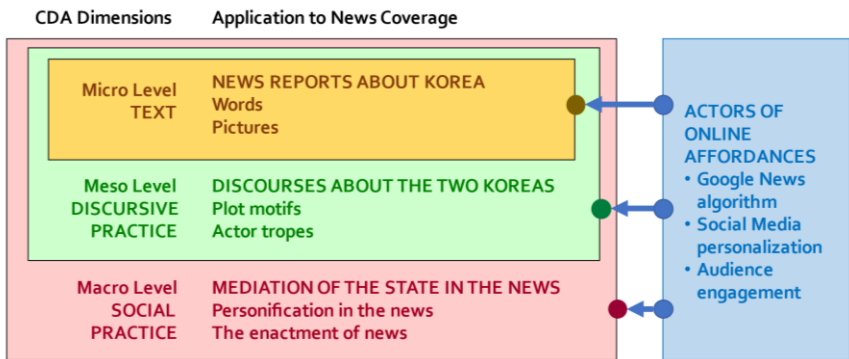 CDA Dimensions Application to News Coverage
Micro Level NEWS REPORTS ABOUT KOREA
TEXT Words
Pictures
Meso Level DISCOURSES ABOUT THE TWO KOREAS
DISCURSIVE Plot motifs
PRACTICE Actor tropes
Macro Level MEDIATION OF THE STATE IN THE NEWS
SOCIAL Personification in the news
PRACTICE The enactment of news
ACTORS OF
ONLINE
AFFORDANCES
• Google News
algorithm
• Social Media
personalization
• Audience
engagement